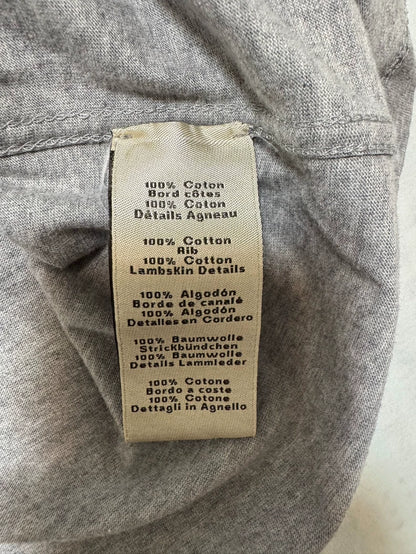 100% Coton
Bord côtes
100% Coton
Détails Agneau
100% Cotton
Rib
100% Cotton
Lambskin Details
100% Algodón
Borde de canalé
100% Algodón
Detalles en Cordero
100% Baumwolle
Strickbündchen
100% Baumwolle
Details Lammleder
100% Cotone
Bordo a coste
100% Cotone
Dettagli in Agnello